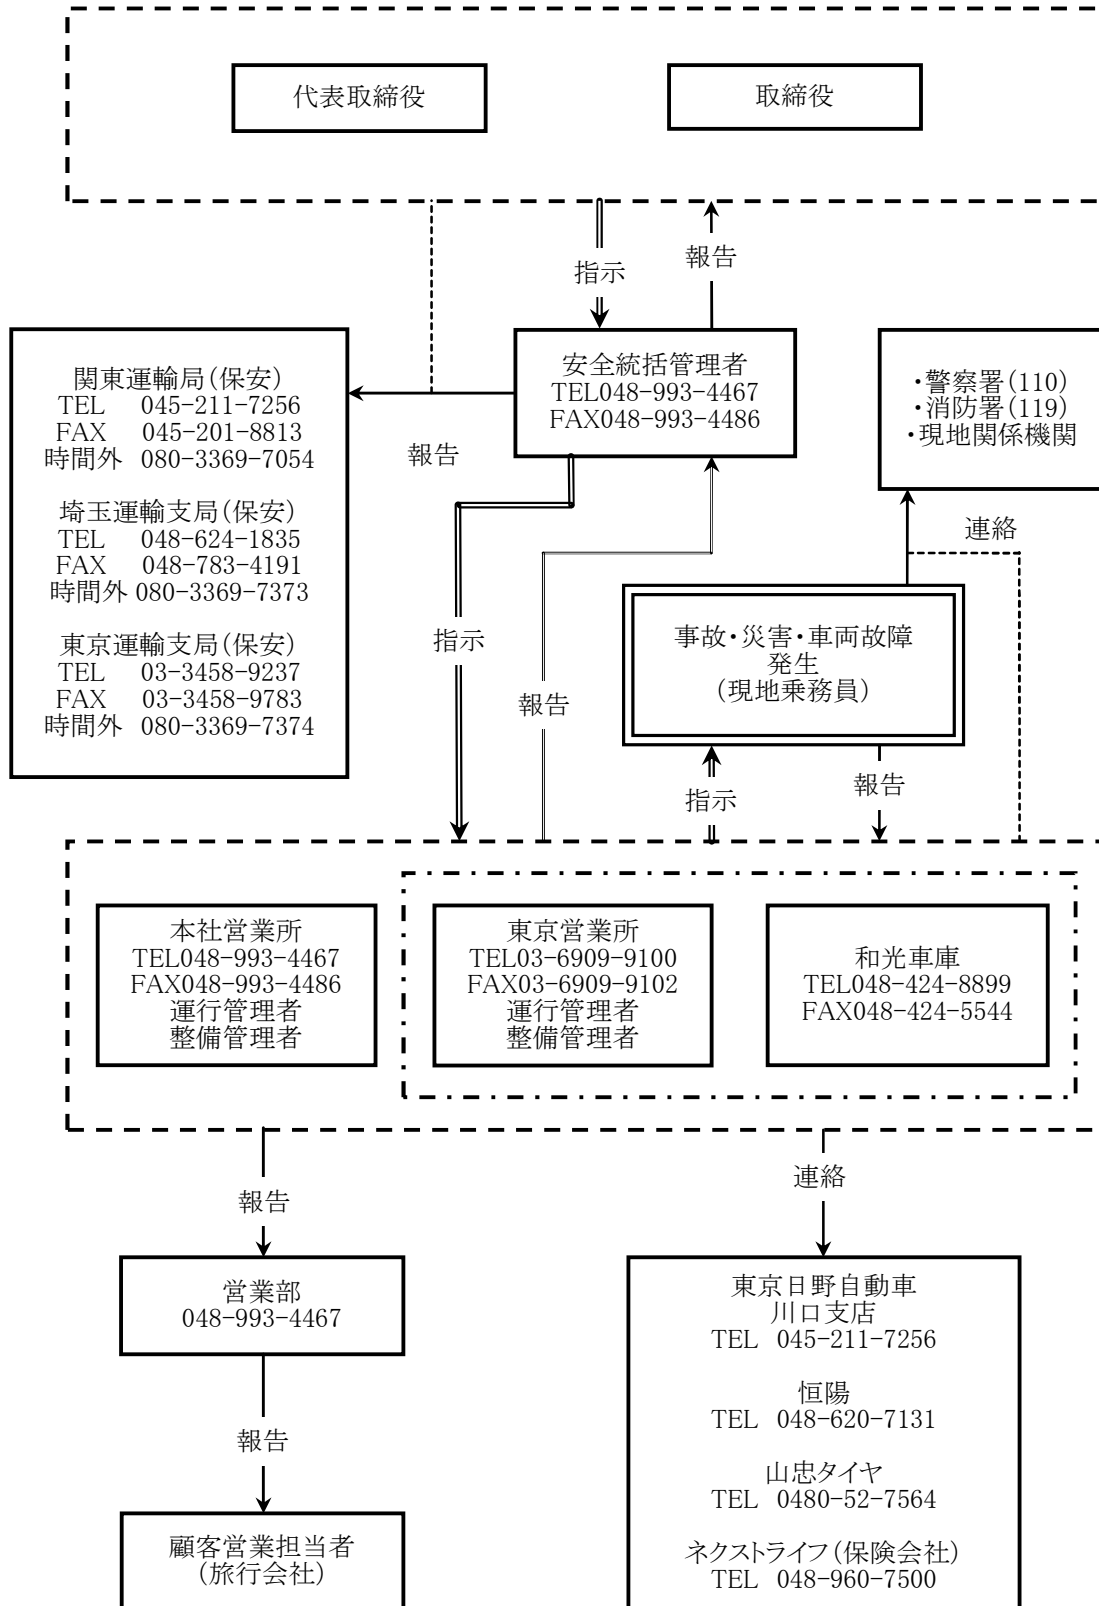 代表取締役
取締役
指示
報告
関東運輸局(保安)
TEL 045-211-7256
FAX 045-201-8813
時間外 080-3369-7054
埼玉運輸支局(保安)
TEL 048-624-1835
FAX 048-783-4191
時間外 080-3369-7373
東京運輸支局(保安)
TEL 03-3458-9237
FAX 03-3458-9783
時間外 080-3369-7374
報告
安全統括管理者
TEL048-993-4467
FAX048-993-4486
・警察署(110)
・消防署(119)
・現地関係機関
連絡
指示
報告
事故・災害・車両故障
発生
(現地乗務員)
指示
報告
本社営業所
TEL048-993-4467
FAX048-993-4486
運行管理者
整備管理者
東京営業所
TEL03-6909-9100
FAX03-6909-9102
運行管理者
整備管理者
和光車庫
TEL048-424-8899
FAX048-424-5544
報告
連絡
営業部
048-993-4467
報告
顧客営業担当者
(旅行会社)
東京日野自動車
川口支店
TEL 045-211-7256
恒陽
TEL 048-620-7131
山忠タイヤ
TEL 0480-52-7564
ネクストライフ(保険会社)
TEL 048-960-7500